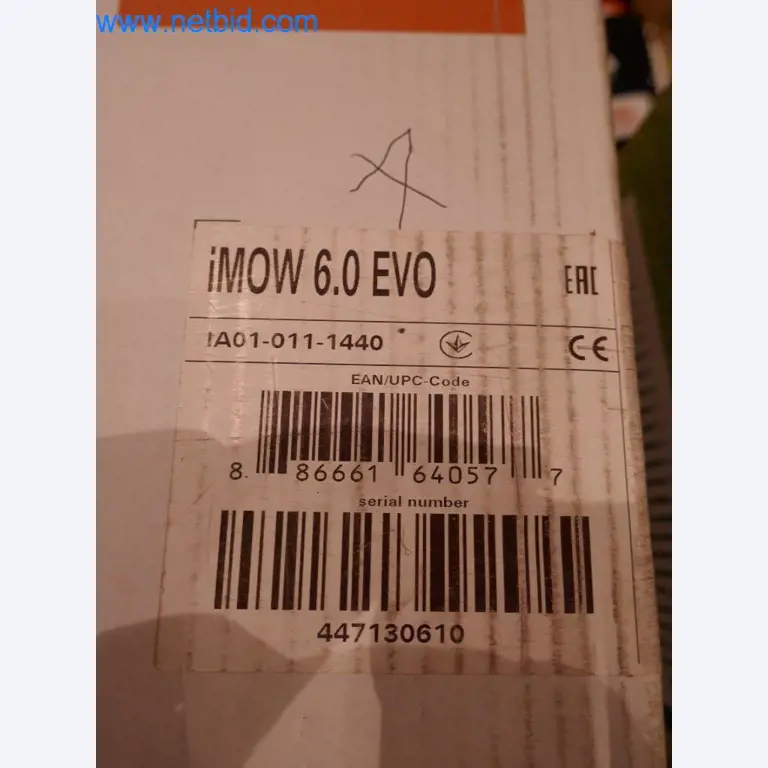 www.netbid.com
iMOW 6.0 EVO
EAC
IA01-011-1440
CE
EAN/UPC-Code
8 86661 64057 7
serial number
447130610